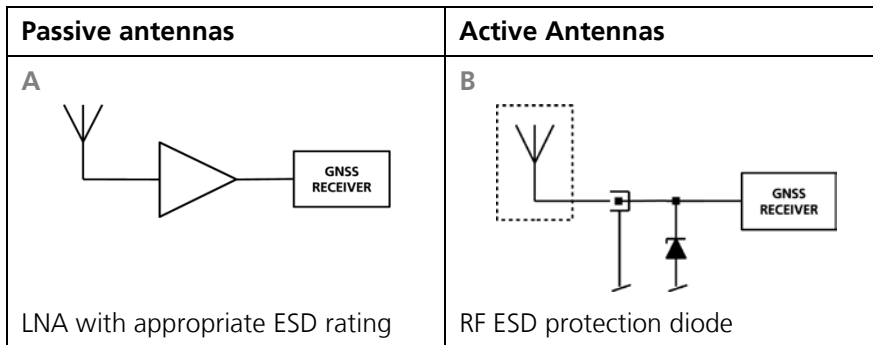 Passive antennas
Active Antennas
A
GNSS
RECEIVER
LNA with appropriate ESD rating
B
GNSS
RECEIVER
RF ESD protection diode